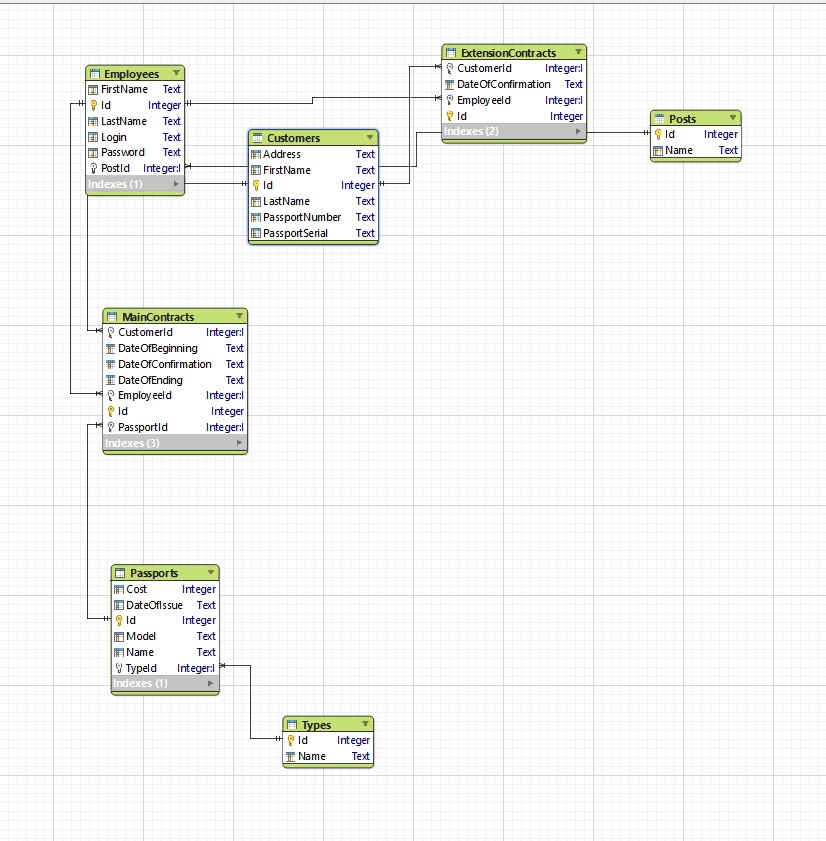 Employees
FirstName Text
Id Integer
LastName Text
Login Text
Password Text
PostId Integer:I
Indexes (1)
Customers
Address Text
FirstName Text
Id Integer
LastName Text
PassportNumber Text
PassportSerial Text
ExtensionContracts
CustomerId Integer:I
DateOfConfirmation Text
EmployeeId Integer:I
Id Integer
Indexes (2)
Posts
Id Integer
Name Text
MainContracts
CustomerId Integer:I
DateOfBeginning Text
DateOfConfirmation Text
DateOfEnding Text
EmployeeId Integer:I
Id Integer
PassportId Integer:I
Indexes (3)
Passports
Cost Integer
DateOfIssue Text
Id Integer
Model Text
Name Text
TypeId Integer:I
Indexes (1)
Types
Id Integer
Name Text